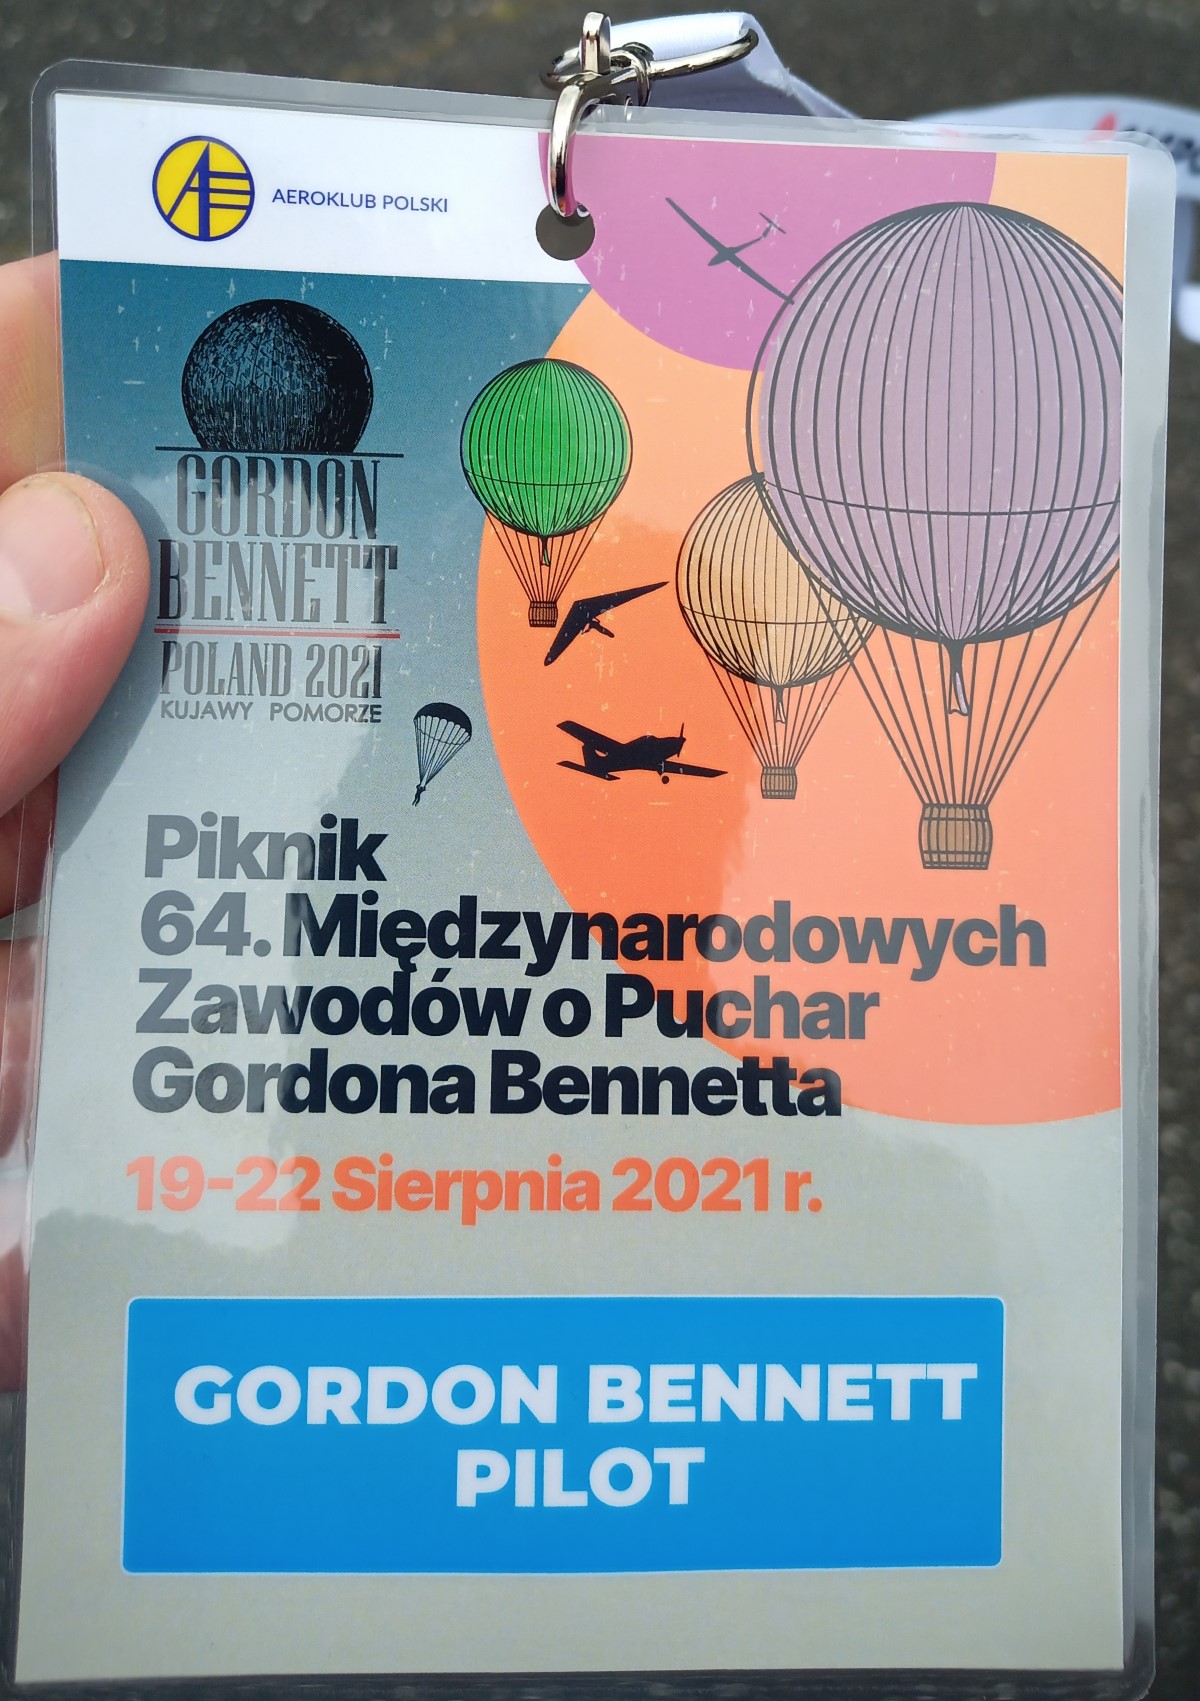 AEROKLUB POLSKI
GORDON
BENNETT
POLAND 2021
KUJAWY POMORZE
Piknik
64. Międzynarodowych
Zawodów o Puchar
Gordona Bennetta
19-22 Sierpnia 2021 r.
GORDON BENNETT
PILOT